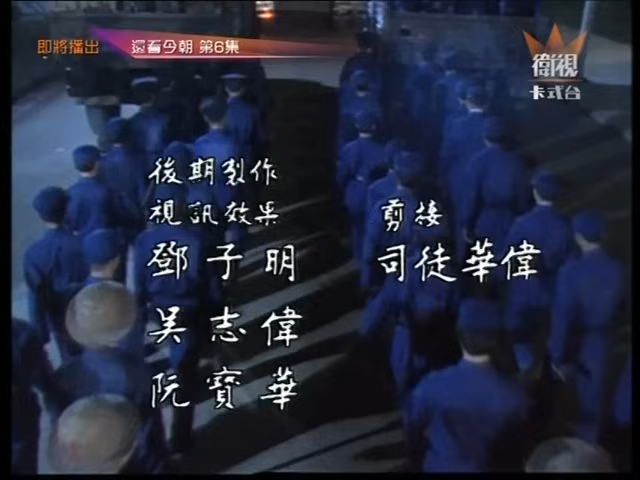 即將播出
還看今朝 第6集
衛視
卡式台
後期製作
視訊效果
鄧子明
吳志偉
阮寶華
剪接
司徒華偉